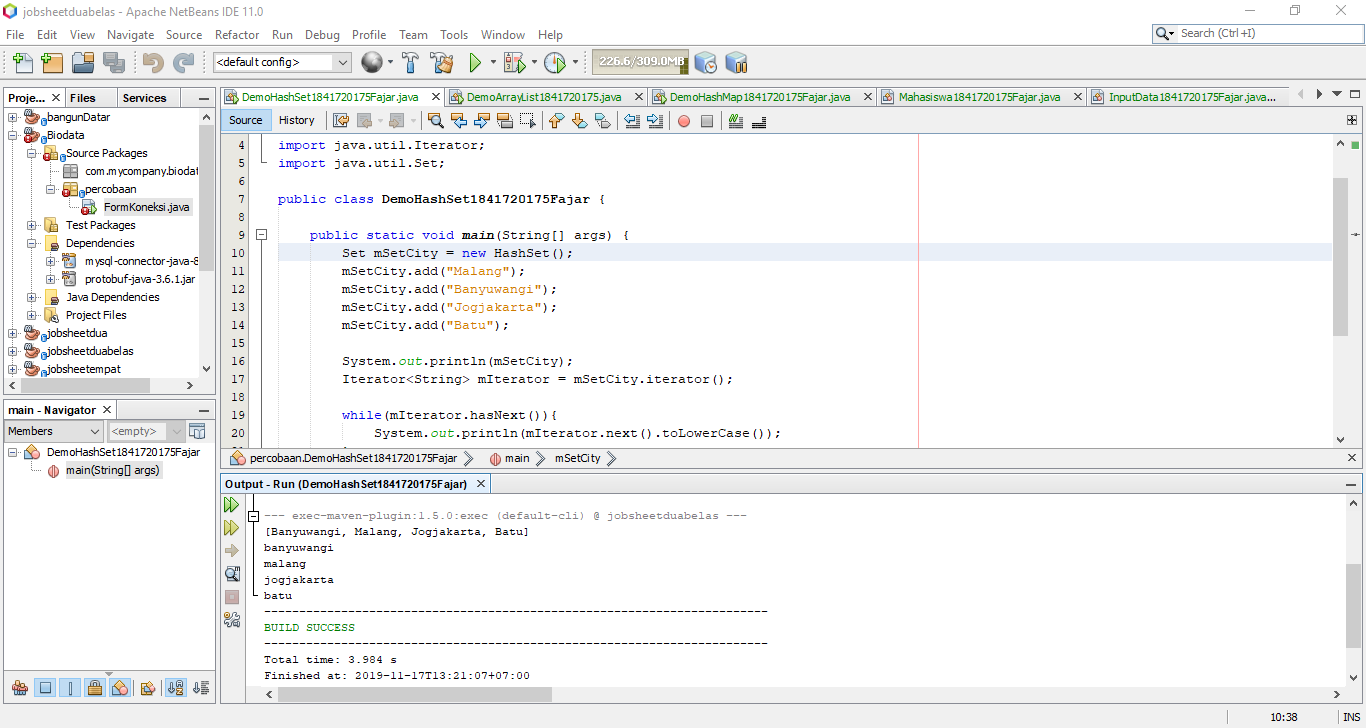 jobsheetduabelas - Apache NetBeans IDE 11.0
File Edit View Navigate Source Refactor Run Debug Profile Team Tools Window Help
Search (Ctrl+I)
<default config>
226.6/309.0MB
Proje... Files Services
bangunDatar
Biodata
Source Packages
com.mycompany.biodat
percobaan
FormKoneksi.java
Test Packages
Dependencies
mysql-connector-java-8
protobuf-java-3.6.1.jar
Java Dependencies
Project Files
jobsheetdua
jobsheetduabelas
jobsheetempat
main - Navigator
Members <empty>
DemoHashSet1841720175Fajar
main(String[] args)
DemoHashSet1841720175Fajar.java DemoArrayList1841720175.java DemoHashMap1841720175Fajar.java Mahasiswa1841720175Fajar.java InputData1841720175Fajar.java...
Source History
4 import java.util.Iterator;
5 import java.util.Set;
6
7 public class DemoHashSet1841720175Fajar {
8
9 public static void main(String[] args) {
10 Set mSetCity = new HashSet();
11 mSetCity.add("Malang");
12 mSetCity.add("Banyuwangi");
13 mSetCity.add("Jogjakarta");
14 mSetCity.add("Batu");
15
16 System.out.println(mSetCity);
17 Iterator<String> mIterator = mSetCity.iterator();
18
19 while(mIterator.hasNext()){
20 System.out.println(mIterator.next().toLowerCase());
percobaan.DemoHashSet1841720175Fajar main mSetCity
Output - Run (DemoHashSet1841720175Fajar)
--- exec-maven-plugin:1.5.0:exec (default-cli) @ jobsheetduabelas ---
[Banyuwangi, Malang, Jogjakarta, Batu]
banyuwangi
malang
jogjakarta
batu
------------------------------------------------------------------------
BUILD SUCCESS
------------------------------------------------------------------------
Total time: 3.984 s
Finished at: 2019-11-17T13:21:07+07:00
10:38 INS